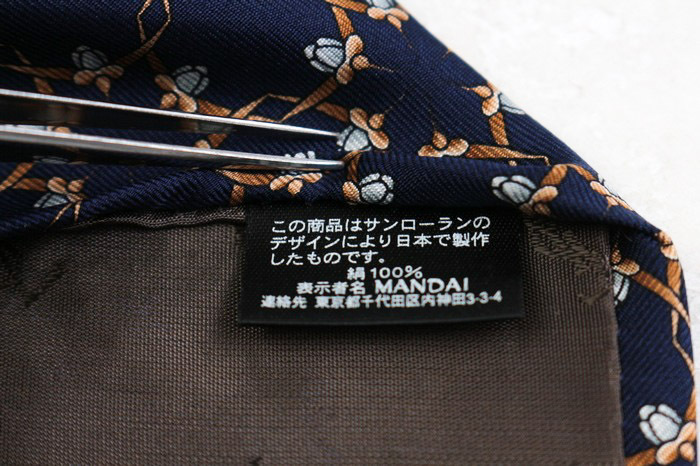 この商品はサンローランの
デザインにより日本で製作
したものです。
絹100%
表示者名 MANDAI
連絡先 東京都千代田区内神田3-3-4